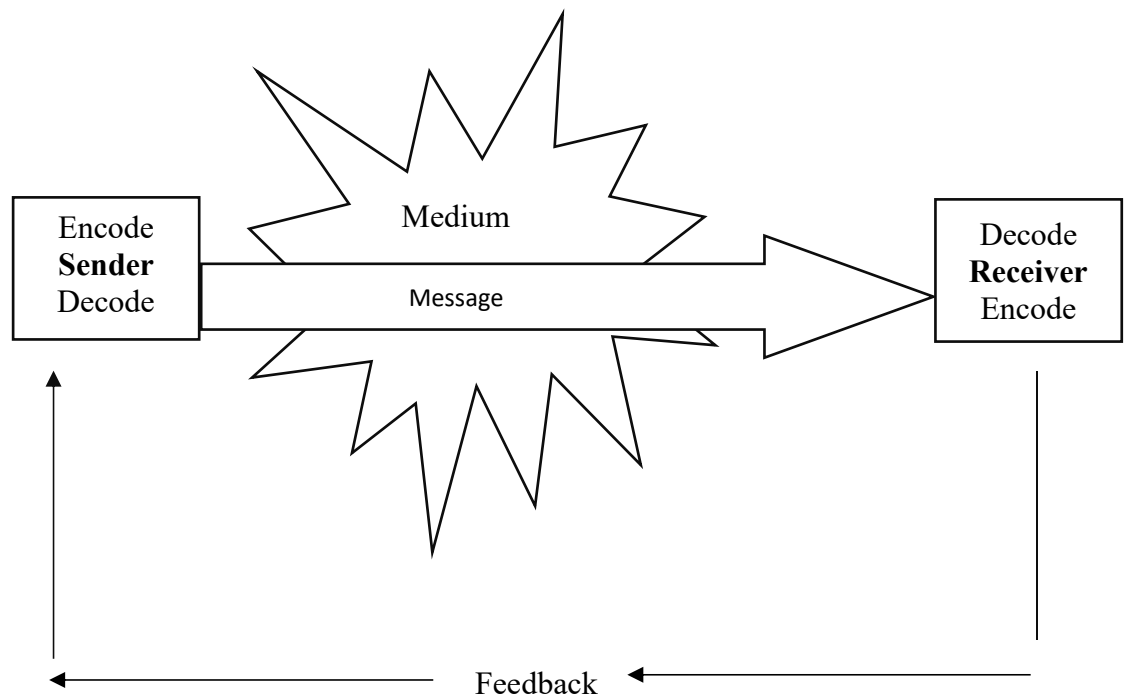 Medium
Encode
Sender
Decode
Message
Decode
Receiver
Encode
Feedback